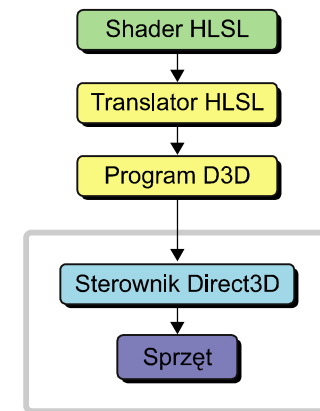 Shader HLSL
Translator HLSL
Program D3D
Sterownik Direct3D
Sprzęt